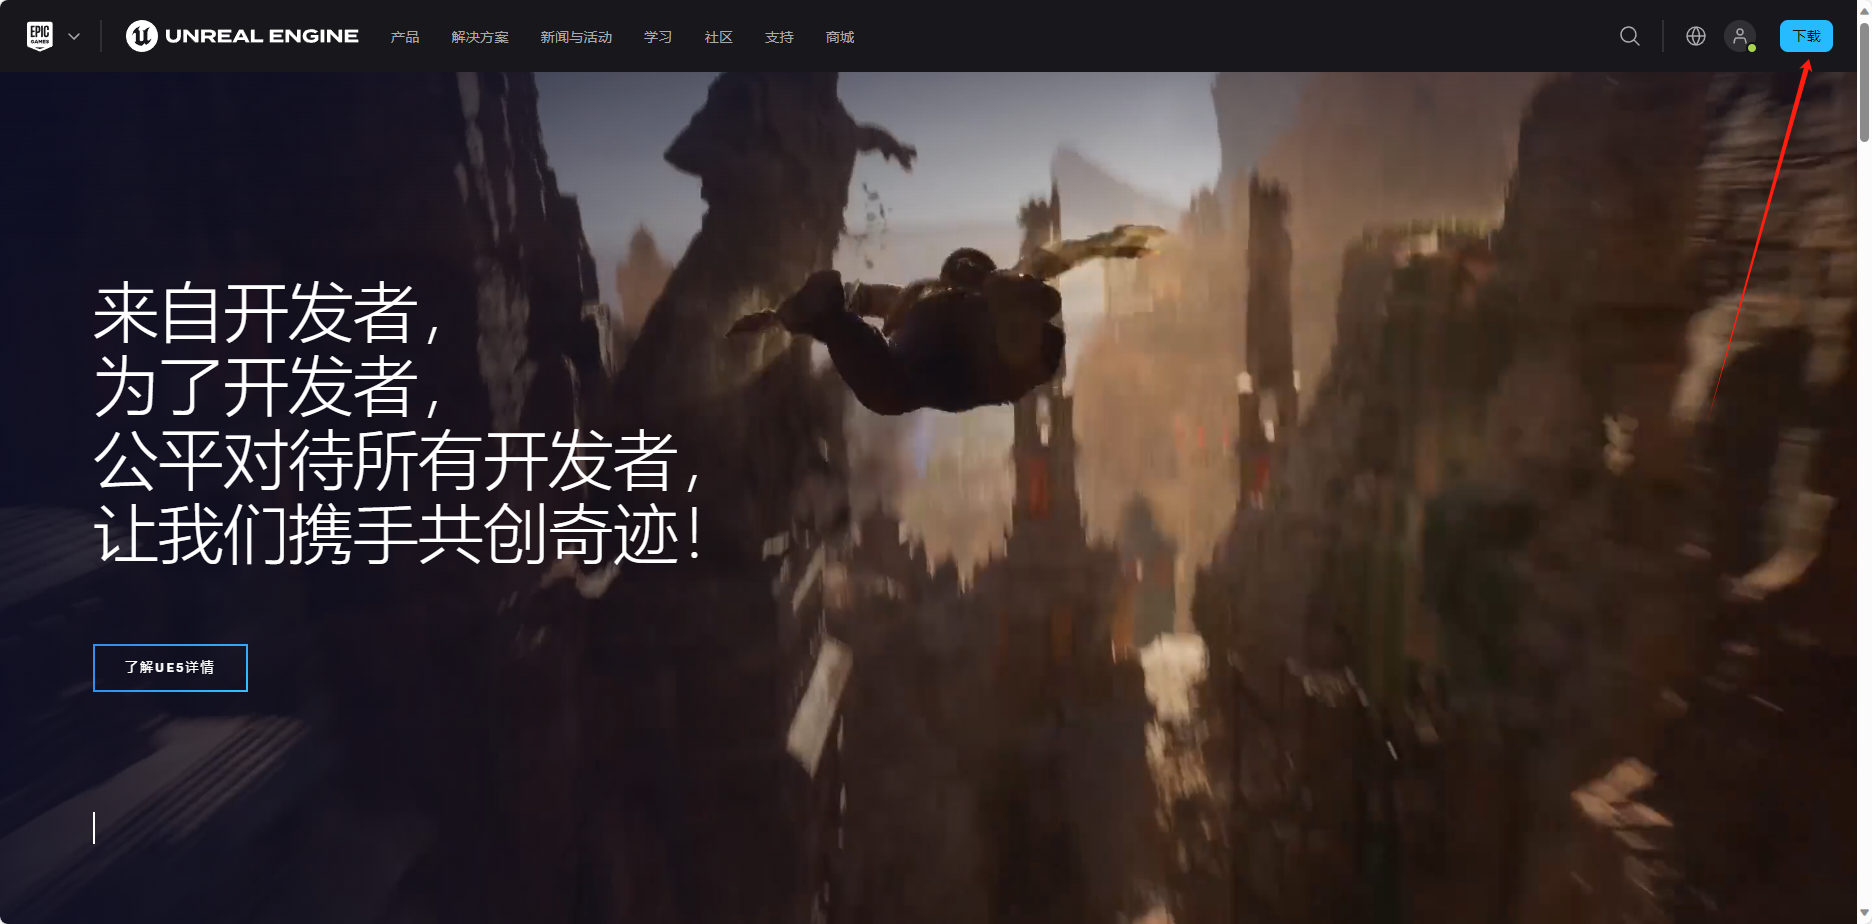 EPIC GAMES
UNREAL ENGINE
产品
解决方案
新闻与活动
学习
社区
支持
商城
下载
来自开发者，
为了开发者，
公平对待所有开发者，
让我们携手共创奇迹！
了解UE5详情